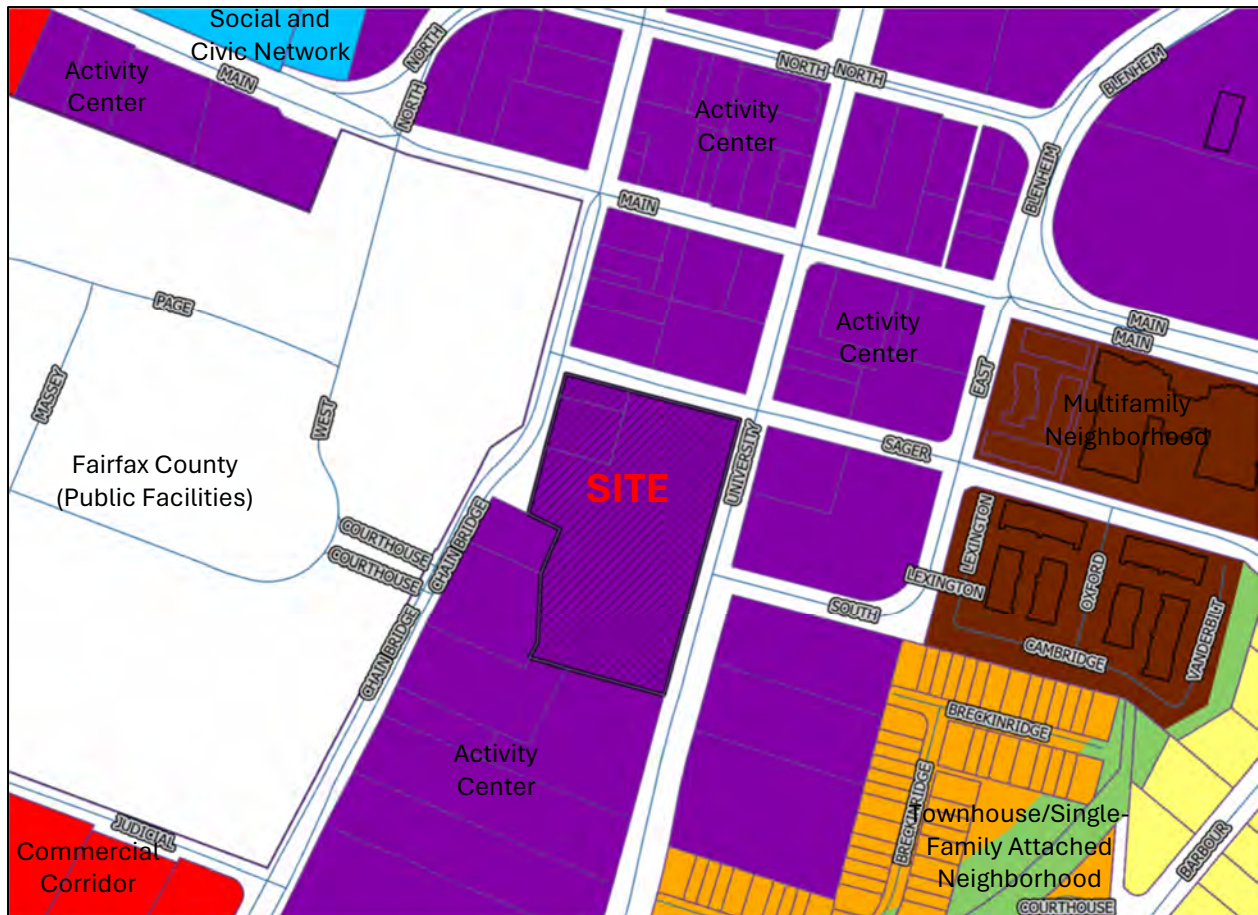 Social and
Civic Network
NORTH
Activity
Center
MAIN
NORTH
NORTH
NORTH
BLENHEIM
Activity
Center
BLENHEIM
MAIN
PAGE
MASSEY
WEST
Activity
Center
MAIN
MAIN
EAST
Multifamily
Neighborhood
SAGER
UNIVERSITY
SITE
Fairfax County
(Public Facilities)
COURTHOUSE
COURTHOUSE
CHAIN BRIDGE
CHAIN BRIDGE
LEXINGTON
LEXINGTON
OXFORD
VANDERBILT
SOUTH
CAMBRIDGE
BRECKINRIDGE
BRECKINRIDGE
Activity
Center
Townhouse/Single-
Family Attached
Neighborhood
BARBOUR
COURTHOUSE
JUDICIAL
Commercial
Corridor